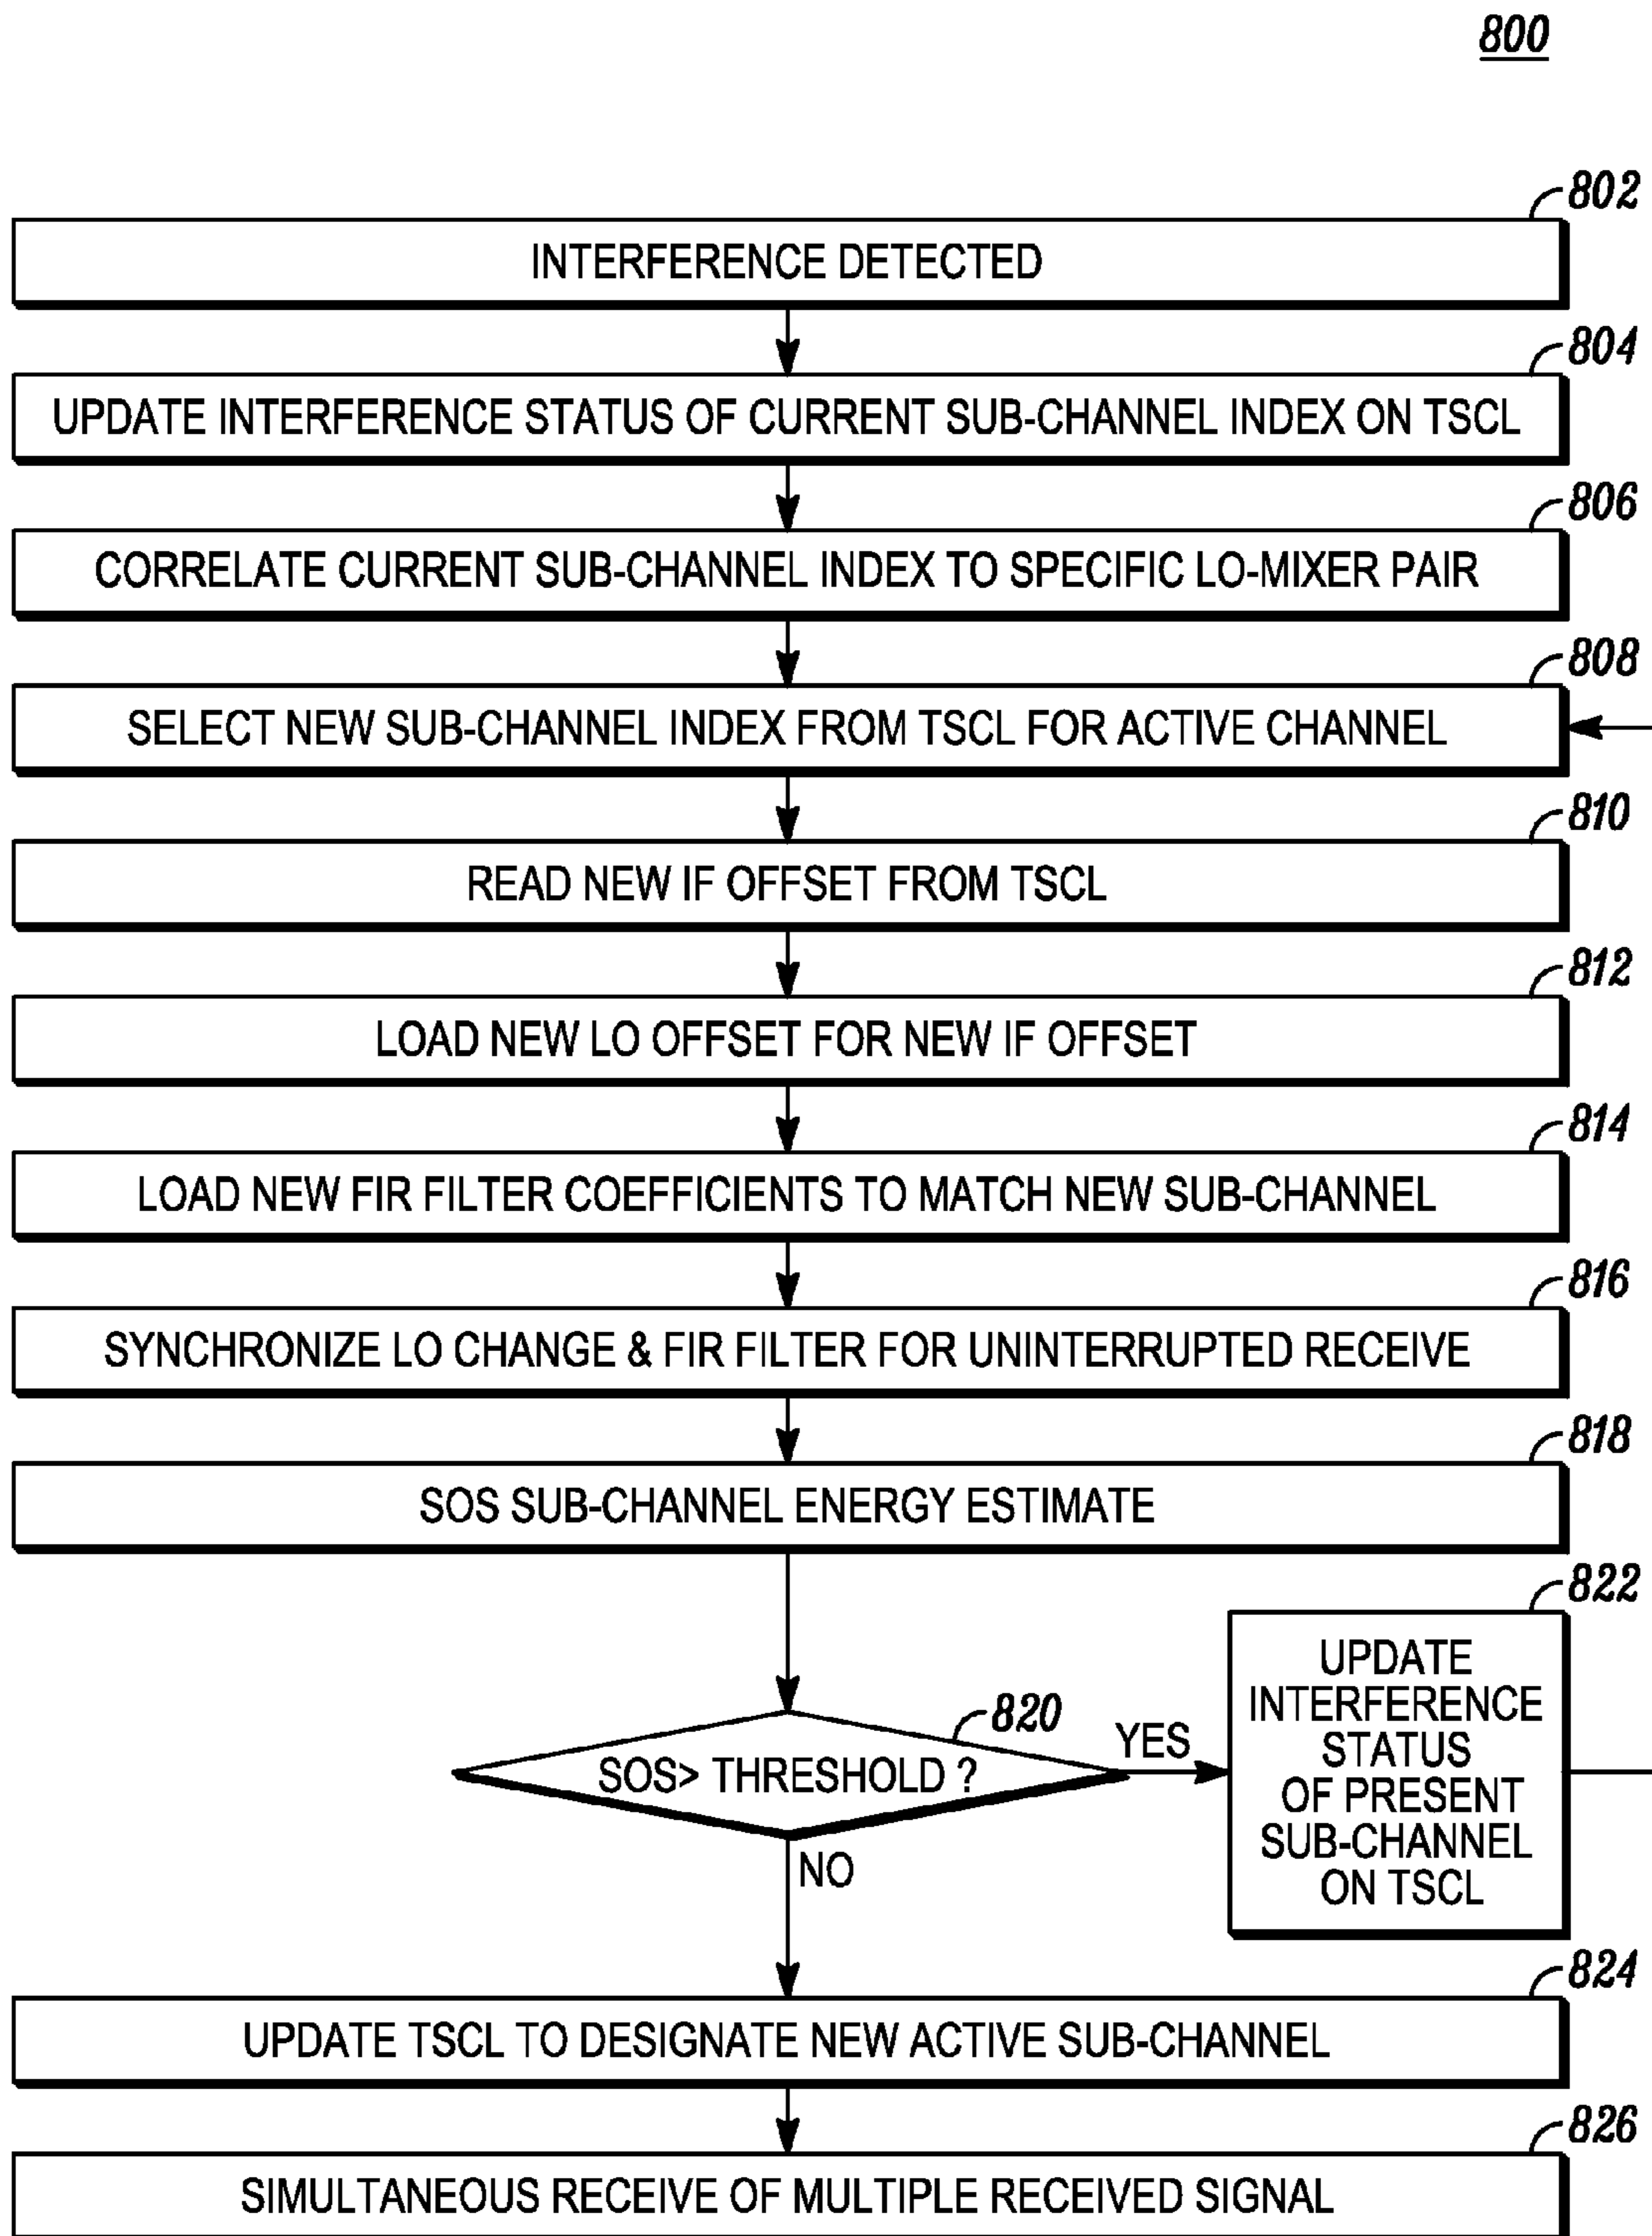 800
802
INTERFERENCE DETECTED
804
UPDATE INTERFERENCE STATUS OF CURRENT SUB-CHANNEL INDEX ON TSCL
806
CORRELATE CURRENT SUB-CHANNEL INDEX TO SPECIFIC LO-MIXER PAIR
808
SELECT NEW SUB-CHANNEL INDEX FROM TSCL FOR ACTIVE CHANNEL
810
READ NEW IF OFFSET FROM TSCL
812
LOAD NEW LO OFFSET FOR NEW IF OFFSET
814
LOAD NEW FIR FILTER COEFFICIENTS TO MATCH NEW SUB-CHANNEL
816
SYNCHRONIZE LO CHANGE & FIR FILTER FOR UNINTERRUPTED RECEIVE
818
SOS SUB-CHANNEL ENERGY ESTIMATE
820
SOS> THRESHOLD ?
YES
822
UPDATE
INTERFERENCE
STATUS
OF PRESENT
SUB-CHANNEL
ON TSCL
NO
824
UPDATE TSCL TO DESIGNATE NEW ACTIVE SUB-CHANNEL
826
SIMULTANEOUS RECEIVE OF MULTIPLE RECEIVED SIGNAL